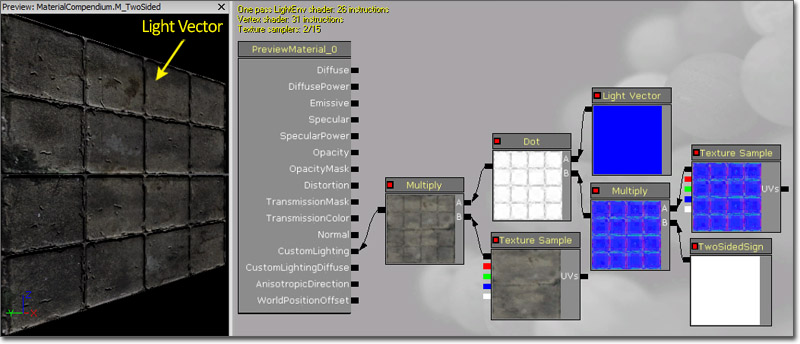 Preview: MaterialCompendium.M_TwoSided
Light Vector
One pass LightEnv shader: 26 instructions
Vertex shader: 31 instructions
Texture samplers: 2/15
PreviewMaterial_0
Diffuse
DiffusePower
Emissive
Specular
SpecularPower
Opacity
OpacityMask
Distortion
TransmissionMask
TransmissionColor
Normal
CustomLighting
CustomLightingDiffuse
AnisotropicDirection
WorldPositionOffset
Multiply
A
B
Dot
A
B
Texture Sample
UVs
Light Vector
Multiply
A
B
Texture Sample
UVs
TwoSidedSign
X
Y
Z